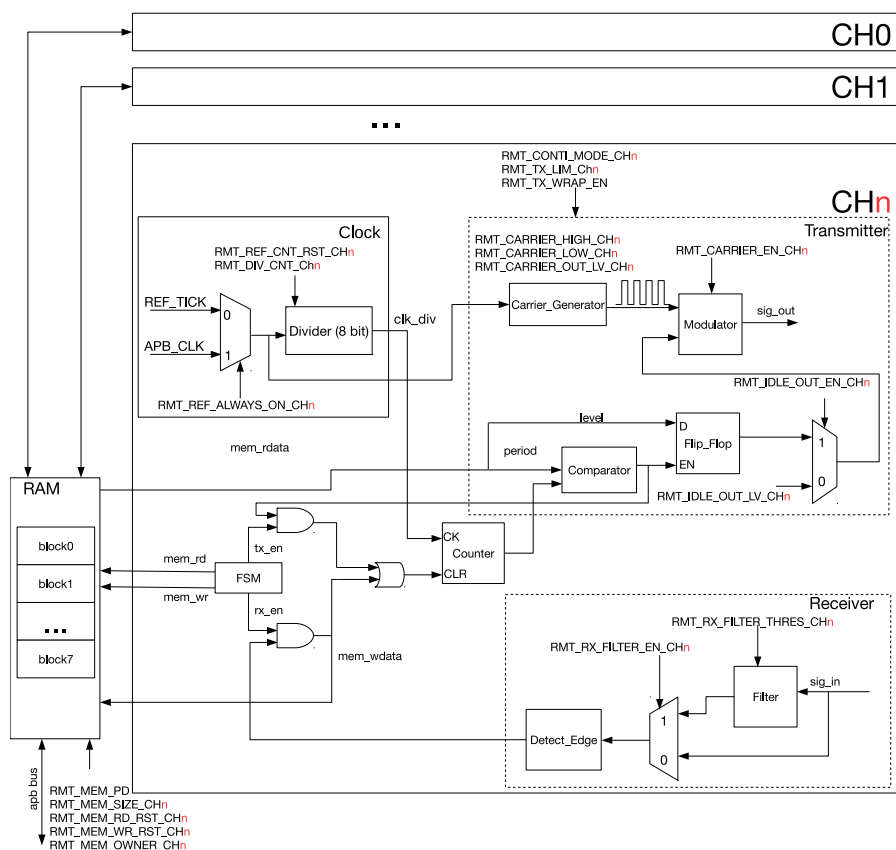 CH0
CH1
...
RMT_CONTI_MODE_CHn
RMT_TX_LIM_Chn
RMT_TX_WRAP_EN
CHn
Transmitter
Clock
RMT_REF_CNT_RST_CHn
RMT_DIV_CNT_Chn
RMT_CARRIER_HIGH_CHn
RMT_CARRIER_LOW_CHn
RMT_CARRIER_OUT_LV_CHn
RMT_CARRIER_EN_CHn
REF_TICK
0
Divider (8 bit)
clk_div
Carrier_Generator
Modulator
sig_out
APB_CLK
1
RMT_REF_ALWAYS_ON_CHn
RMT_IDLE_OUT_EN_CHn
mem_rdata
level
period
D
Flip_Flop
EN
1
0
Comparator
RMT_IDLE_OUT_LV_CHn
RAM
block0
block1
...
block7
mem_rd
mem_wr
FSM
tx_en
rx_en
CK
Counter
CLR
mem_wdata
Receiver
RMT_RX_FILTER_THRES_CHn
RMT_RX_FILTER_EN_CHn
sig_in
Filter
1
0
Detect_Edge
apb bus
RMT_MEM_PD
RMT_MEM_SIZE_CHn
RMT_MEM_RD_RST_CHn
RMT_MEM_WR_RST_CHn
RMT_MEM_OWNER_CHn